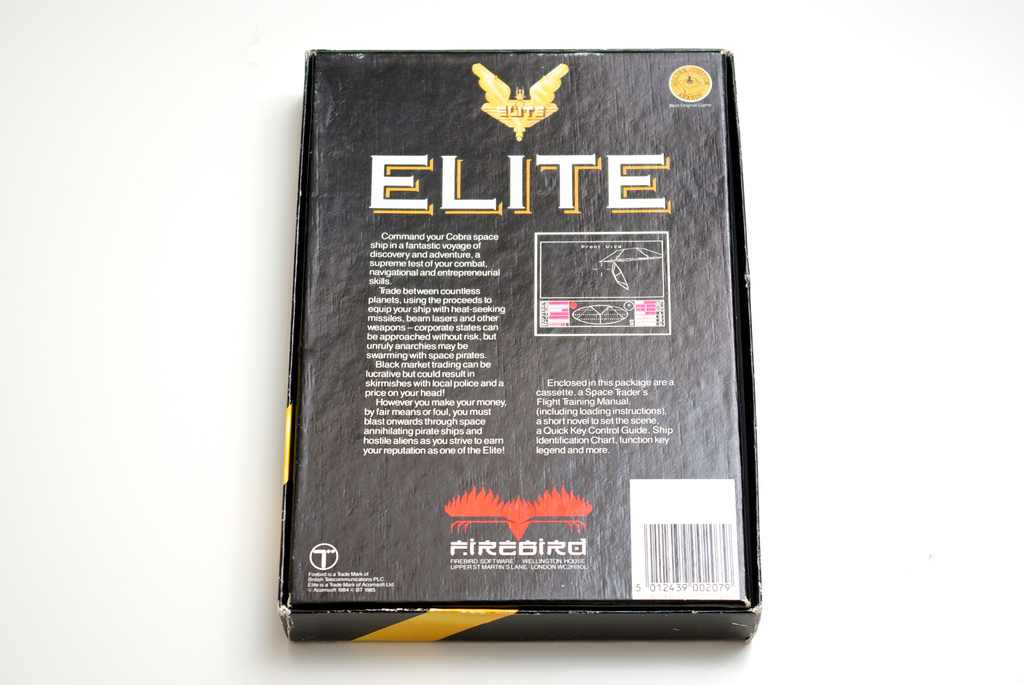 ELITE
GOLDEN JOYSTICK AWARDS
Best Original Game
ELITE
Command your Cobra space
ship in a fantastic voyage of
discovery and adventure, a
supreme test of your combat,
navigational and entrepreneurial
skills.
Trade between countless
planets, using the proceeds to
equip your ship with heat-seeking
missiles, beam lasers and other
weapons – corporate states can
be approached without risk, but
unruly anarchies may be
swarming with space pirates.
Black market trading can be
lucrative but could result in
skirmishes with local police and a
price on your head!
However you make your money,
by fair means or foul, you must
blast onwards through space
annihilating pirate ships and
hostile aliens as you strive to earn
your reputation as one of the Elite!
Front View
Enclosed in this package are a
cassette, a Space Trader's
Flight Training Manual,
(including loading instructions),
a short novel to set the scene,
a Quick Key Control Guide, Ship
Identification Chart, function key
legend and more.
FIREBIRD
FIREBIRD SOFTWARE · WELLINGTON HOUSE
UPPER ST MARTIN'S LANE · LONDON WC2H 9DL
T
Firebird is a Trade Mark of
British Telecommunications PLC.
Elite is a Trade Mark of Acornsoft Ltd.
© Acornsoft 1984 © BT 1985
5 012439 002079